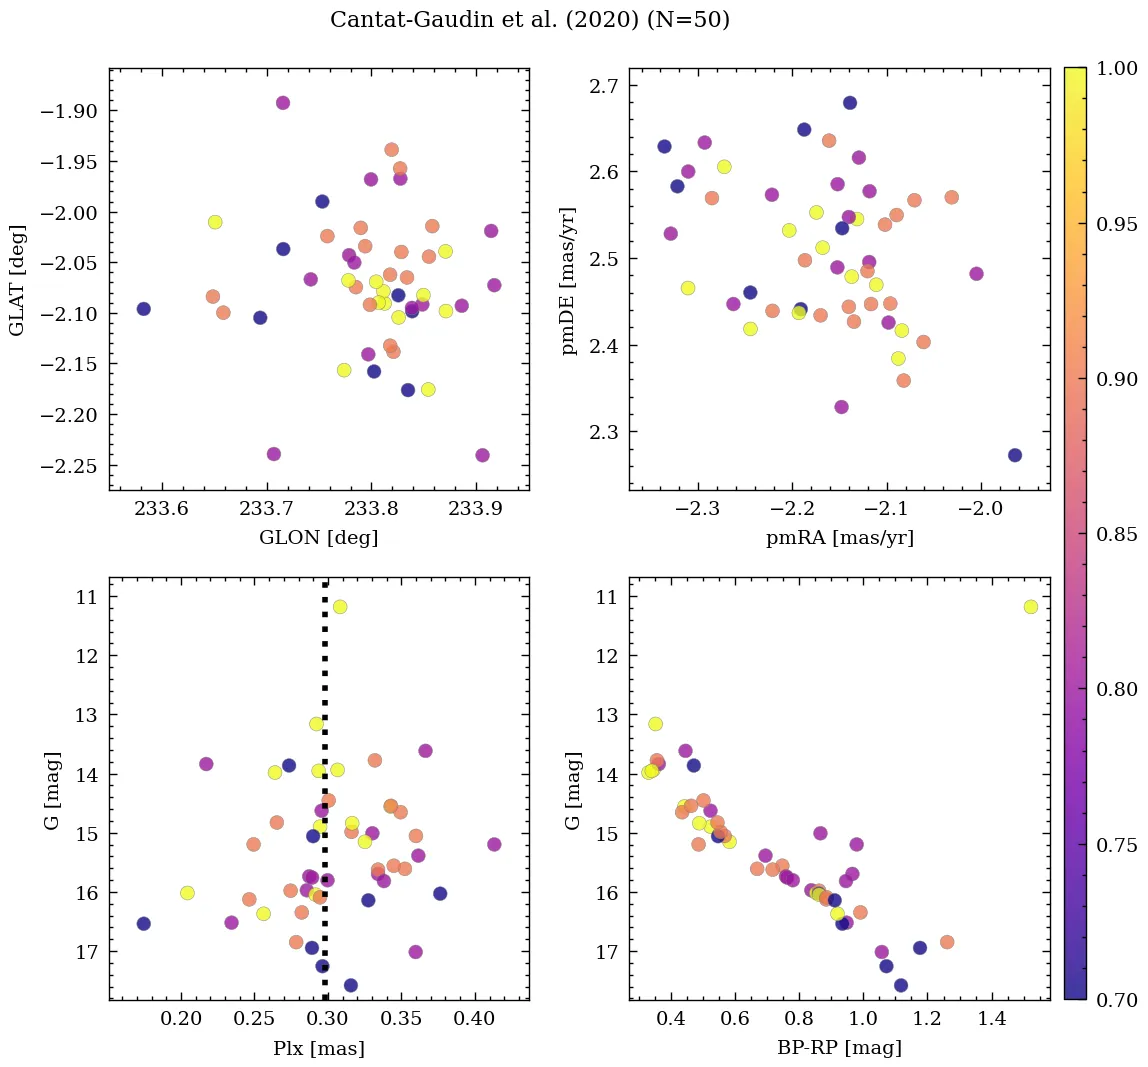 Cantat-Gaudin et al. (2020) (N=50)
−1.90
−1.95
−2.00
−2.05
−2.10
−2.15
−2.20
−2.25
GLAT [deg]
233.6 233.7 233.8 233.9
GLON [deg]
2.7
2.6
2.5
2.4
2.3
pmDE [mas/yr]
−2.3 −2.2 −2.1 −2.0
pmRA [mas/yr]
11
12
13
14
15
16
17
G [mag]
0.20 0.25 0.30 0.35 0.40
Plx [mas]
11
12
13
14
15
16
17
G [mag]
0.4 0.6 0.8 1.0 1.2 1.4
BP-RP [mag]
1.00
0.95
0.90
0.85
0.80
0.75
0.70